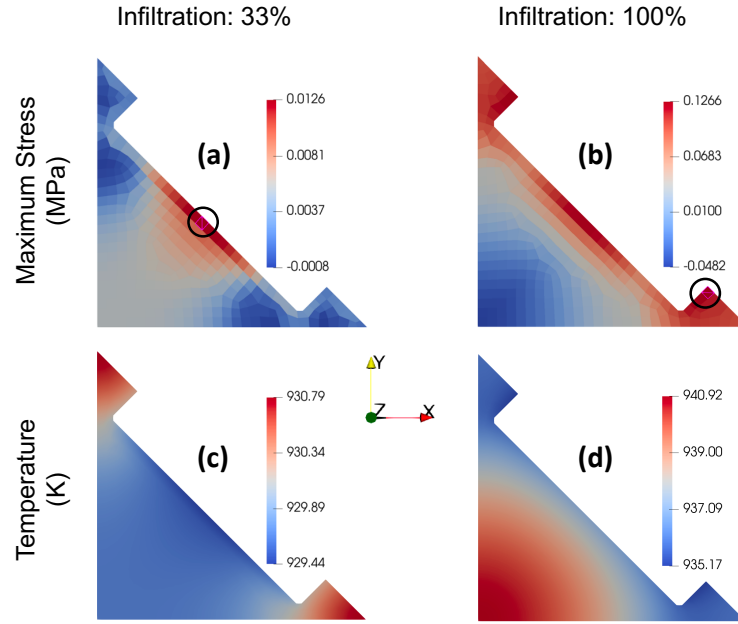 Infiltration: 33%
Infiltration: 100%
Maximum Stress
(MPa)
(a)
0.0126
0.0081
0.0037
-0.0008
(b)
0.1266
0.0683
0.0100
-0.0482
Temperature
(K)
(c)
930.79
930.34
929.89
929.44
Y
Z
X
(d)
940.92
939.00
937.09
935.17